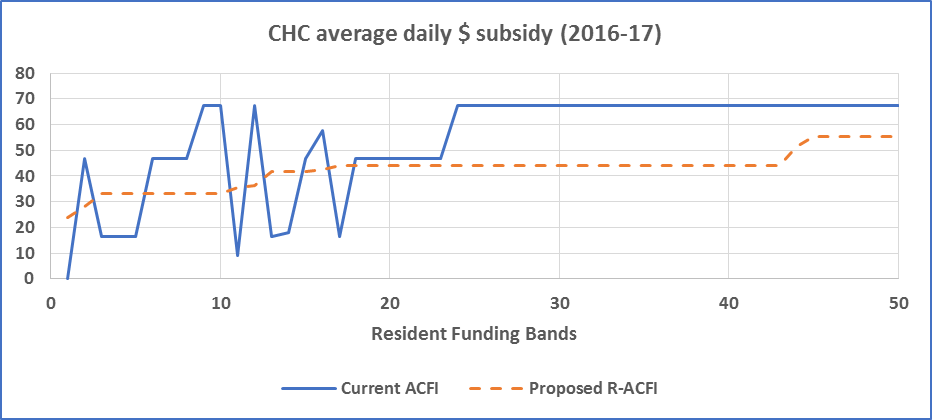 CHC average daily $ subsidy (2016-17)
80
70
60
50
40
30
20
10
0
0 10 20 30 40 50
Resident Funding Bands
Current ACFI Proposed R-ACFI